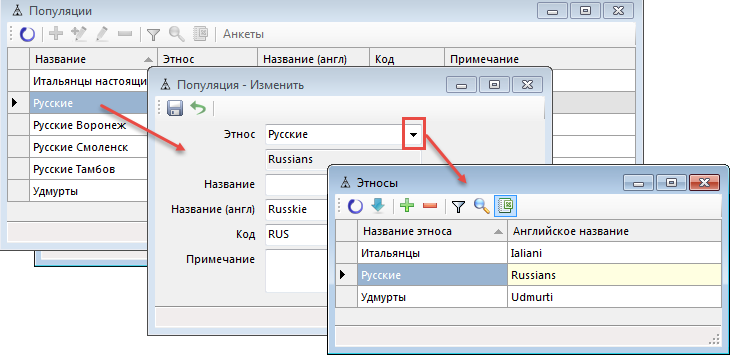 Популяции
Анкеты
Название Этнос Название (англ) Код Примечание
Итальянцы настоящи
Русские
Русские Воронеж
Русские Смоленск
Русские Тамбов
Удмурты
Популяция - Изменить
Этнос Русские
Russians
Название
Название (англ) Russkie
Код RUS
Примечание
Этносы
Название этноса Английское название
Итальянцы Ialiani
Русские Russians
Удмурты Udmurti